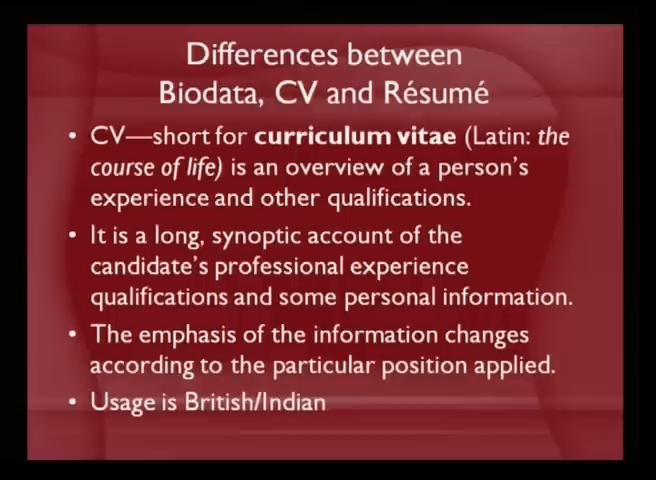 Differences between
Biodata, CV and Résumé
• CV—short for curriculum vitae (Latin: the
course of life) is an overview of a person's
experience and other qualifications.
• It is a long, synoptic account of the
candidate's professional experience
qualifications and some personal information.
• The emphasis of the information changes
according to the particular position applied.
• Usage is British/Indian